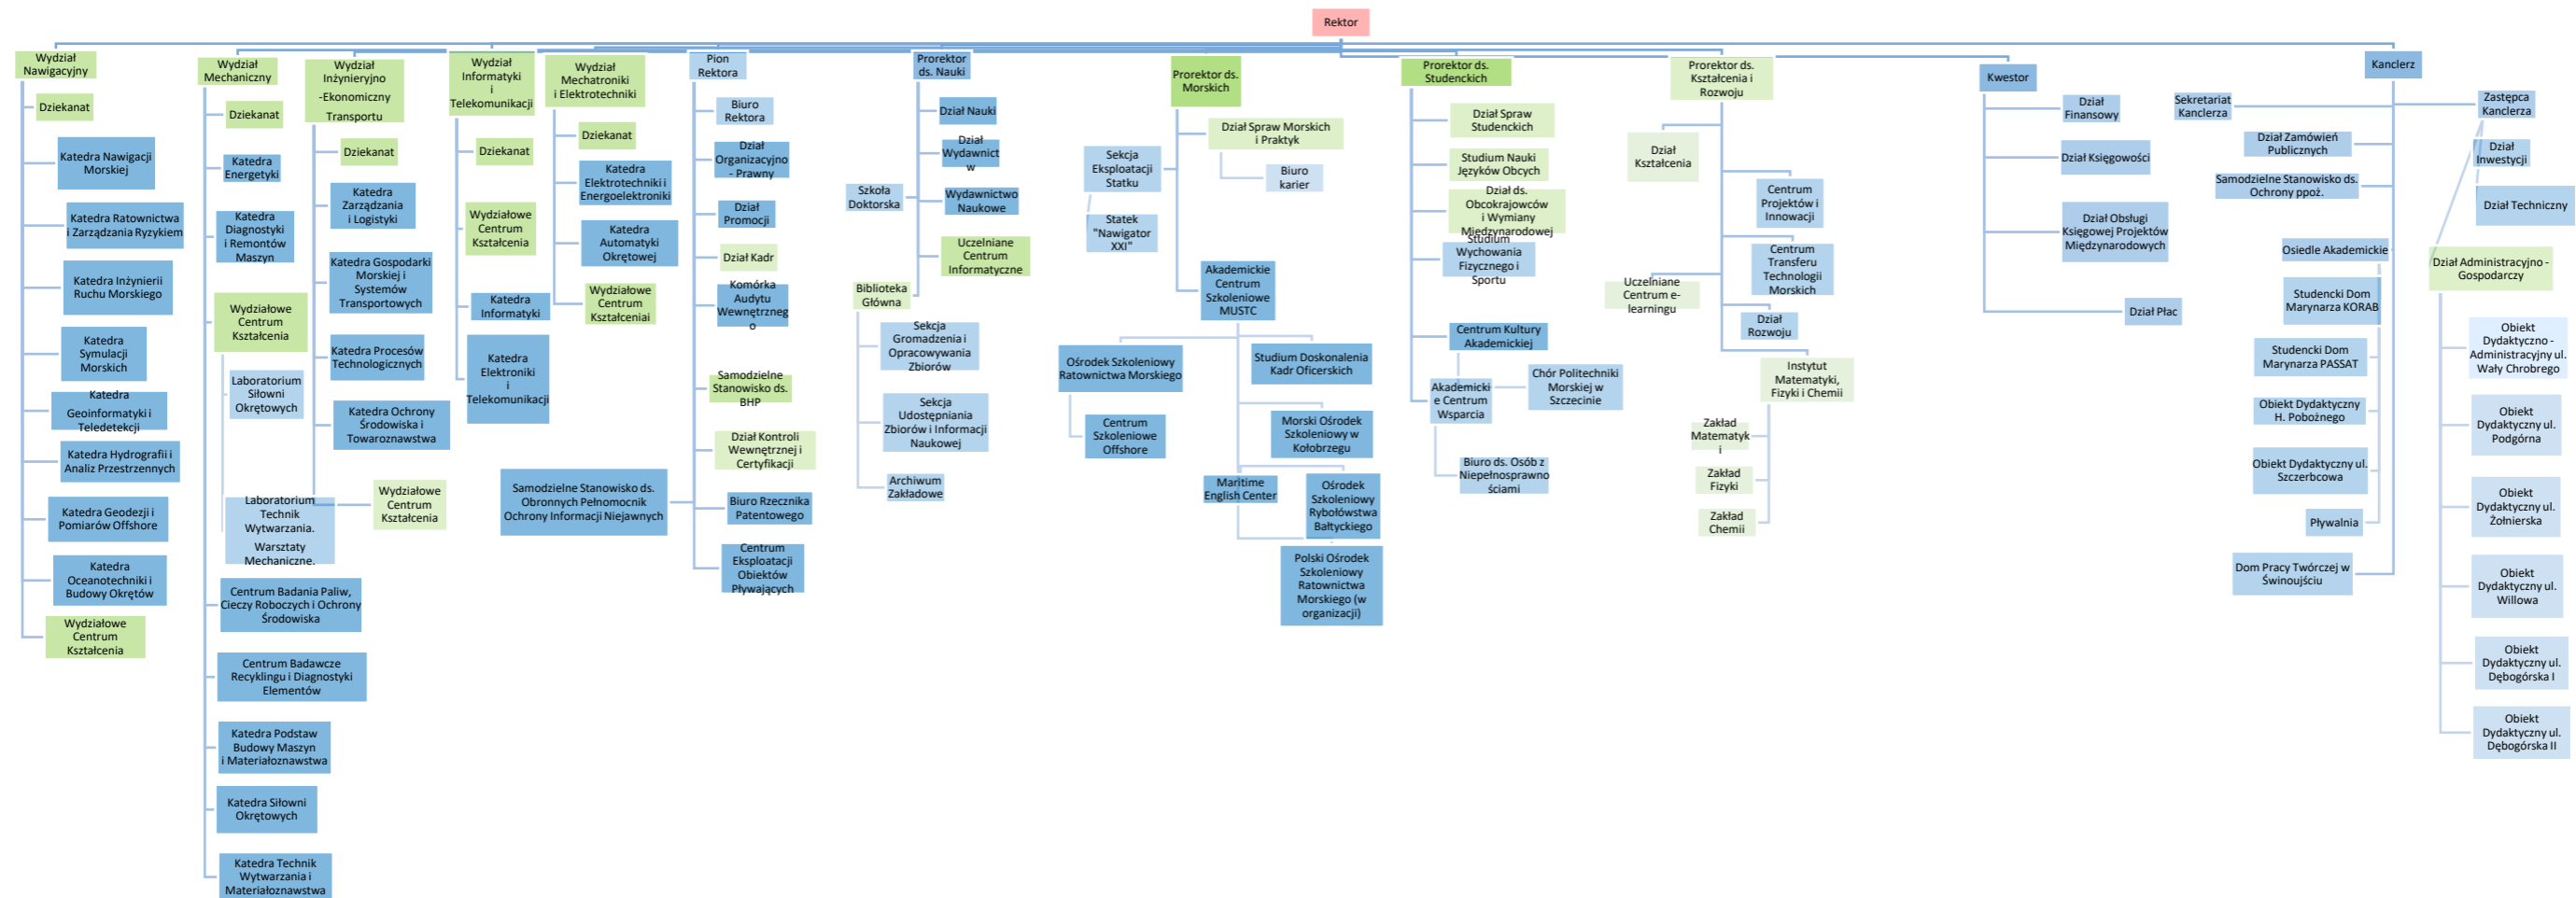 Rektor
Wydział
Nawigacyjny
Dziekanat
Katedra Nawigacji
Morskiej
Katedra Ratownictwa
i Zarządzania Ryzykiem
Katedra Inżynierii
Ruchu Morskiego
Katedra
Symulacji
Morskich
Katedra
Geoinformatyki i
Teledetekcji
Katedra Hydrografii i
Analiz Przestrzennych
Katedra Geodezji i
Pomiarów Offshore
Katedra
Oceanotechniki i
Budowy Okrętów
Wydziałowe
Centrum
Kształcenia
Wydział
Mechaniczny
Dziekanat
Katedra
Energetyki
Katedra
Diagnostyki
i Remontów
Maszyn
Wydziałowe
Centrum
Kształcenia
Laboratorium
Siłowni
Okrętowych
Laboratorium
Technik
Wytwarzania.
Warsztaty
Mechaniczne.
Centrum Badania Paliw,
Cieczy Roboczych i Ochrony
Środowiska
Centrum Badawcze
Recyklingu i Diagnostyki
Elementów
Katedra Podstaw
Budowy Maszyn
i Materiałoznawstwa
Katedra Siłowni
Okrętowych
Katedra Technik
Wytwarzania i
Materiałoznawstwa
Wydział
Inżynieryjno
-Ekonomiczny
Transportu
Dziekanat
Katedra
Zarządzania
i Logistyki
Katedra Gospodarki
Morskiej i
Systemów
Transportowych
Katedra Procesów
Technologicznych
Katedra Ochrony
Środowiska i
Towaroznawstwa
Wydziałowe
Centrum
Kształcenia
Wydział
Informatyki
i
Telekomunikacji
Dziekanat
Wydziałowe
Centrum
Kształcenia
Katedra
Informatyki
Katedra
Elektroniki
i
Telekomunikacji
Wydział
Mechatroniki
i Elektrotechniki
Dziekanat
Katedra
Elektrotechniki i
Energoelektroniki
Katedra
Automatyki
Okrętowej
Wydziałowe
Centrum
Kształceniai
Pion
Rektora
Biuro
Rektora
Dział
Organizacyjno
- Prawny
Dział
Promocji
Dział Kadr
Komórka
Audytu
Wewnętrzneg
o
Samodzielne
Stanowisko ds.
BHP
Dział Kontroli
Wewnętrznej i
Certyfikacji
Samodzielne Stanowisko ds.
Obronnych Pełnomocnik
Ochrony Informacji Niejawnych
Biuro Rzecznika
Patentowego
Centrum
Eksploatacji
Obiektów
Pływających
Prorektor
ds. Nauki
Dział Nauki
Dział
Wydawnict
w
Szkoła
Doktorska
Wydawnictwo
Naukowe
Uczelniane
Centrum
Informatyczne
Biblioteka
Główna
Sekcja
Gromadzenia i
Opracowywania
Zbiorów
Sekcja
Udostępniania
Zbiorów i Informacji
Naukowej
Archiwum
Zakładowe
Prorektor ds.
Morskich
Dział Spraw Morskich
i Praktyk
Biuro
karier
Sekcja
Eksploatacji
Statku
Statek
"Nawigator
XXI"
Akademickie
Centrum
Szkoleniowe
MUSTC
Ośrodek Szkoleniowy
Ratownictwa Morskiego
Centrum
Szkoleniowe
Offshore
Studium Doskonalenia
Kadr Oficerskich
Morski Ośrodek
Szkoleniowy w
Kołobrzegu
Maritime
English Center
Ośrodek
Szkoleniowy
Rybołówstwa
Bałtyckiego
Polski Ośrodek
Szkoleniowy
Ratownictwa
Morskiego (w
organizacji)
Prorektor ds.
Studenckich
Dział Spraw
Studenckich
Studium Nauki
Języków Obcych
Dział ds.
Obcokrajowców
i Wymiany
Międzynarodowej
Studium
Wychowania
Fizycznego i
Sportu
Centrum Kultury
Akademickiej
Akademicki
e Centrum
Wsparcia
Chór Politechniki
Morskiej w
Szczecinie
Biuro ds. Osób z
Niepełnosprawno
ściami
Prorektor ds.
Kształcenia i
Rozwoju
Dział
Kształcenia
Centrum
Projektów i
Innowacji
Centrum
Transferu
Technologii
Morskich
Uczelniane
Centrum e-
learningu
Dział
Rozwoju
Instytut
Matematyki,
Fizyki i Chemii
Zakład
Matematyk
i
Zakład
Fizyki
Zakład
Chemii
Kwestor
Dział
Finansowy
Dział Księgowości
Dział Obsługi
Księgowej Projektów
Międzynarodowych
Dział Płac
Kanclerz
Sekretariat
Kanclerza
Dział Zamówień
Publicznych
Samodzielne Stanowisko ds.
Ochrony ppoż.
Osiedle Akademickie
Studencki Dom
Marynarza KORAB
Studencki Dom
Marynarza PASSAT
Obiekt Dydaktyczny
H. Pobożnego
Obiekt Dydaktyczny ul.
Szczerbcowa
Pływalnia
Dom Pracy Twórczej w
Świnoujściu
Zastępca
Kanclerza
Dział
Inwestycji
Dział Techniczny
Dział Administracyjno -
Gospodarczy
Obiekt
Dydaktyczno -
Administracyjny ul.
Wały Chrobrego
Obiekt
Dydaktyczny ul.
Podgórna
Obiekt
Dydaktyczny ul.
Żołnierska
Obiekt
Dydaktyczny ul.
Willowa
Obiekt
Dydaktyczny ul.
Dębogórska I
Obiekt
Dydaktyczny ul.
Dębogórska II